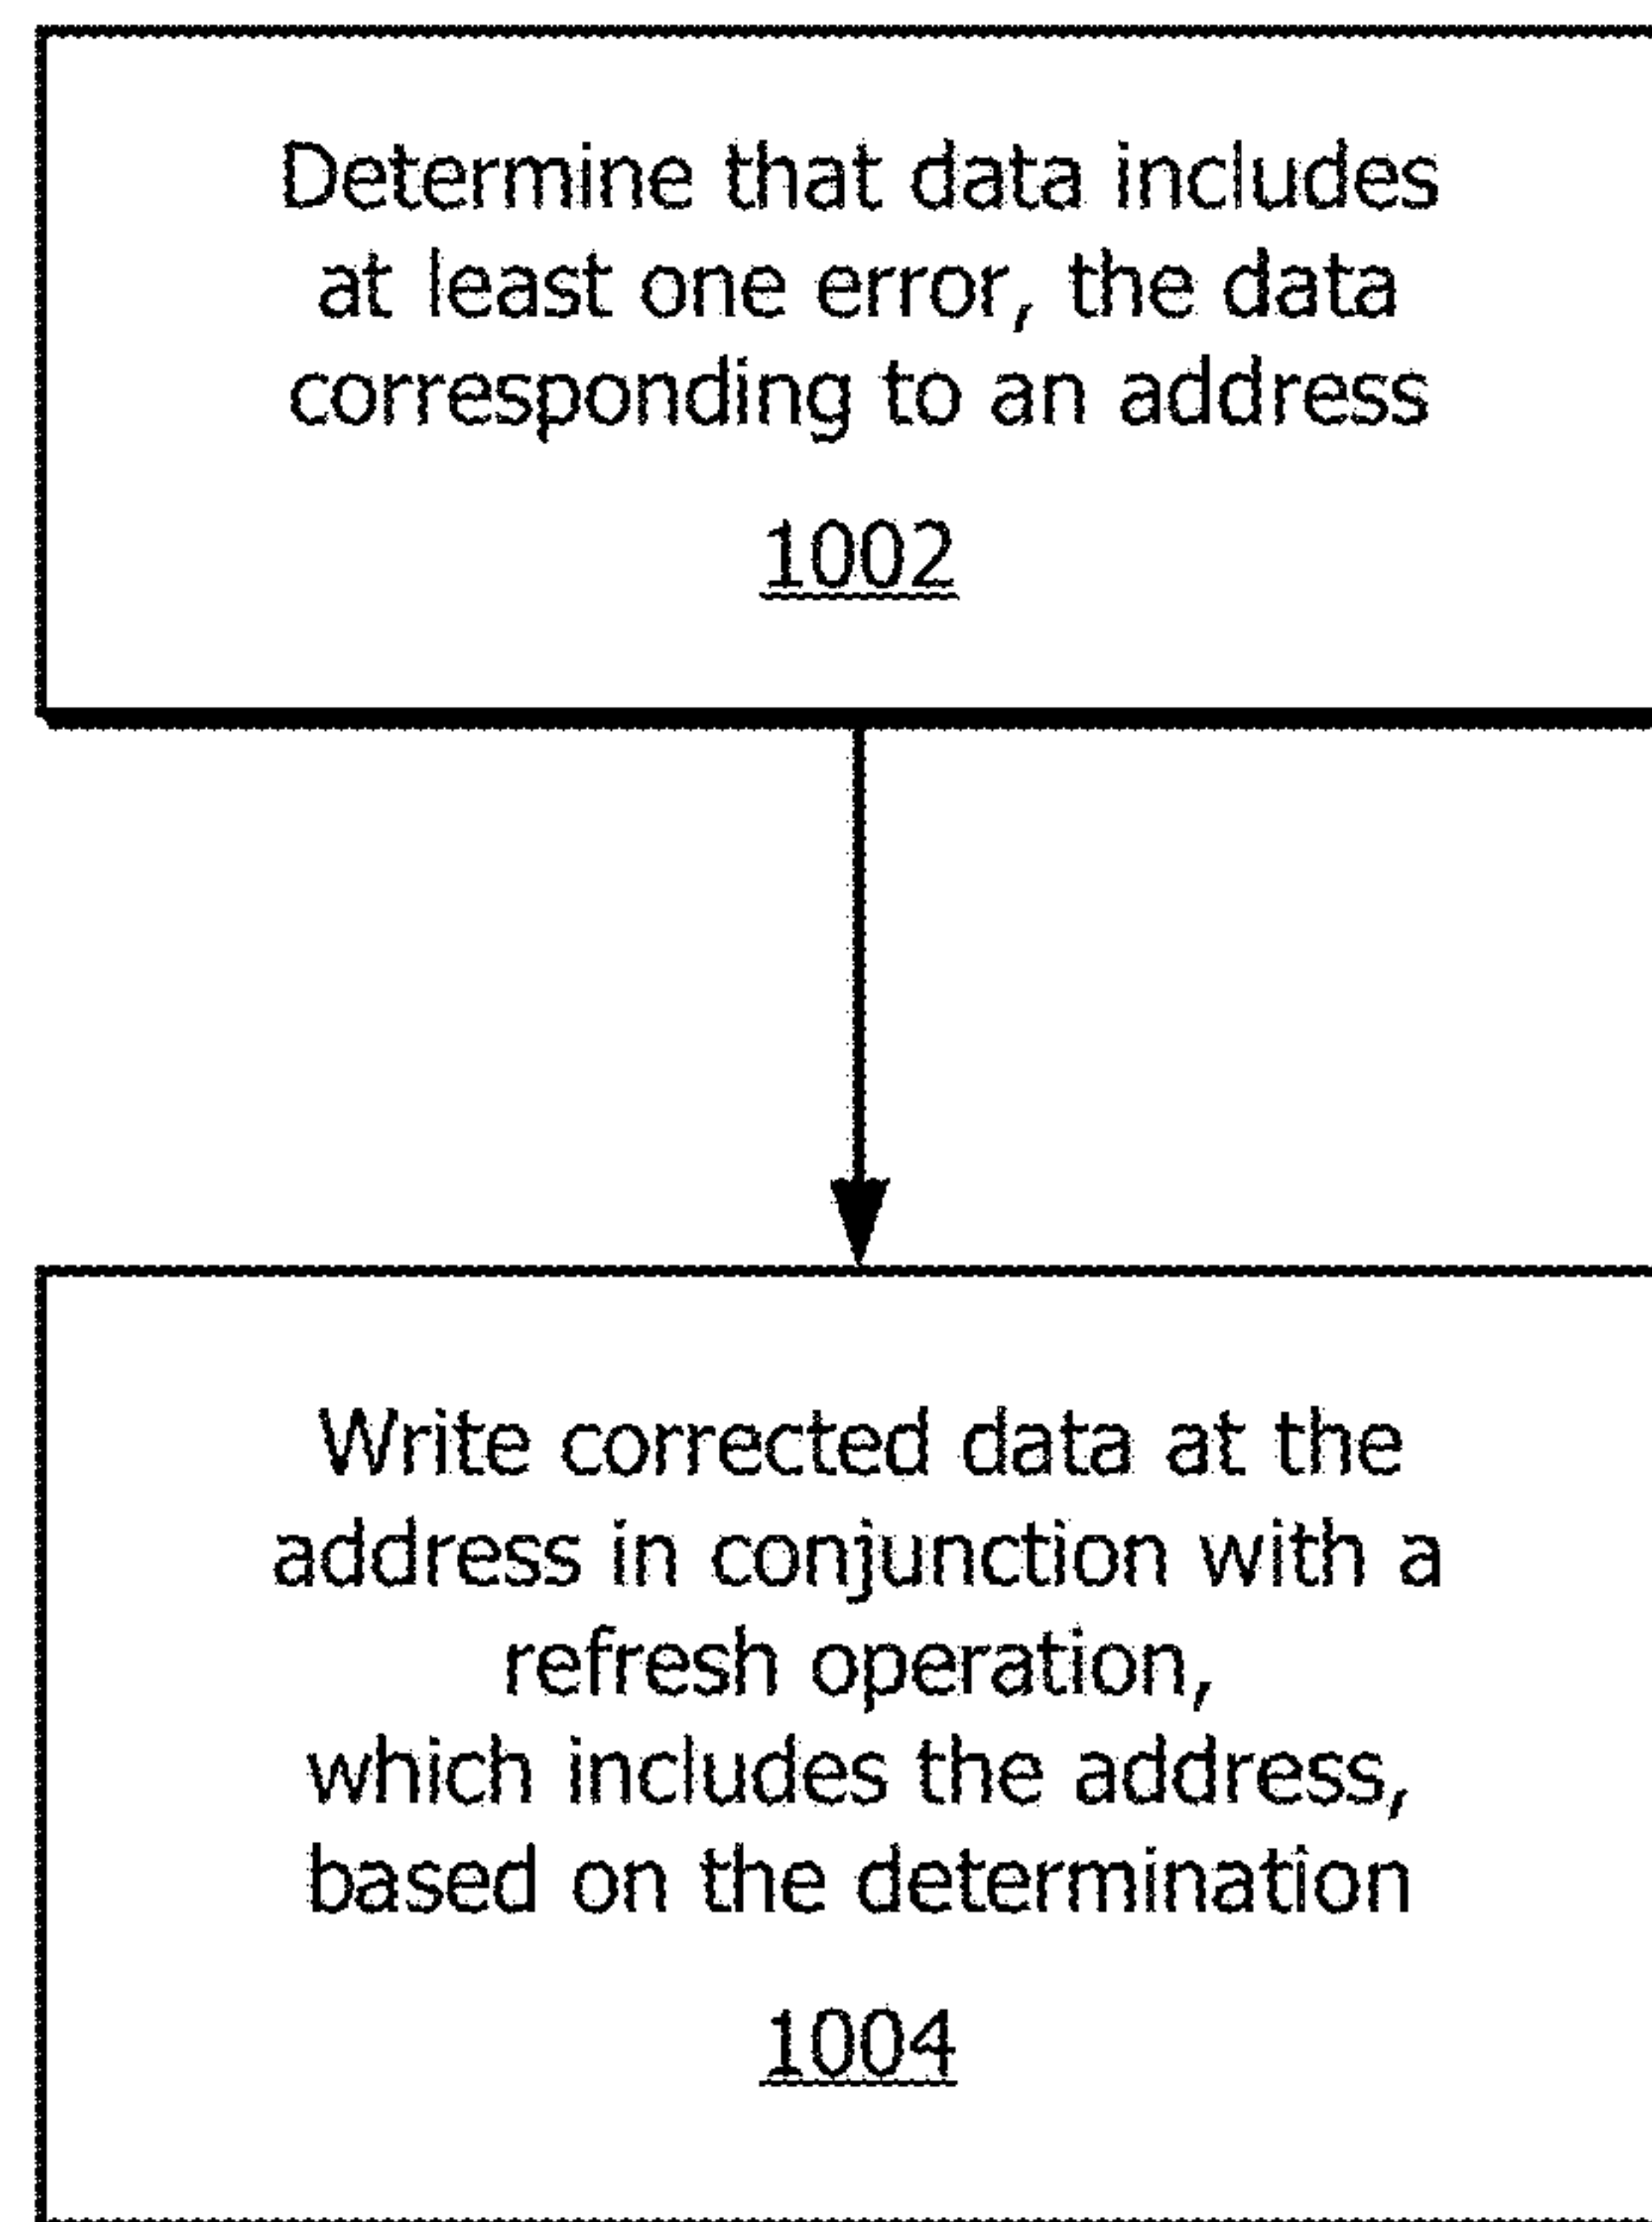 Determine that data includes
at least one error, the data
corresponding to an address
1002
Write corrected data at the
address in conjunction with a
refresh operation,
which includes the address,
based on the determination
1004